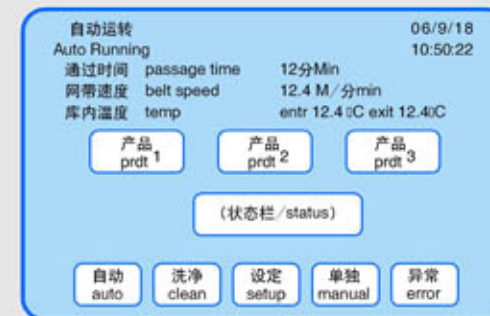 自动运转 06/9/18
Auto Running 10:50:22
通过时间 passage time 12分Min
网带速度 belt speed 12.4 M／分min
库内温度 temp entr 12.4 ▯C exit 12.4▯C
产品 prdt 1 产品 prdt 2 产品 prdt 3
(状态栏／status)
自动 洗净 设定 单独 异常
auto clean setup manual error